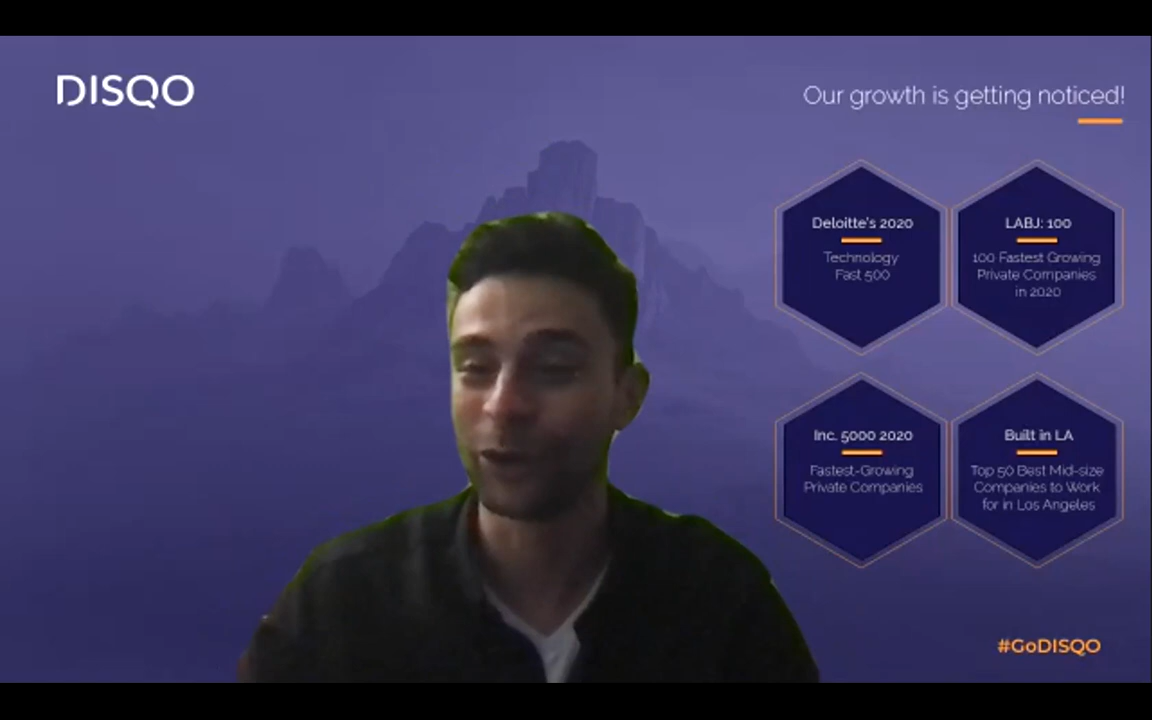 DISQO
Our growth is getting noticed!
Deloitte's 2020
Technology
Fast 500
LABJ: 100
100 Fastest Growing
Private Companies
in 2020
Inc. 5000 2020
Fastest-Growing
Private Companies
Built in LA
Top 50 Best Mid-size
Companies to Work
for in Los Angeles
#GoDISQO